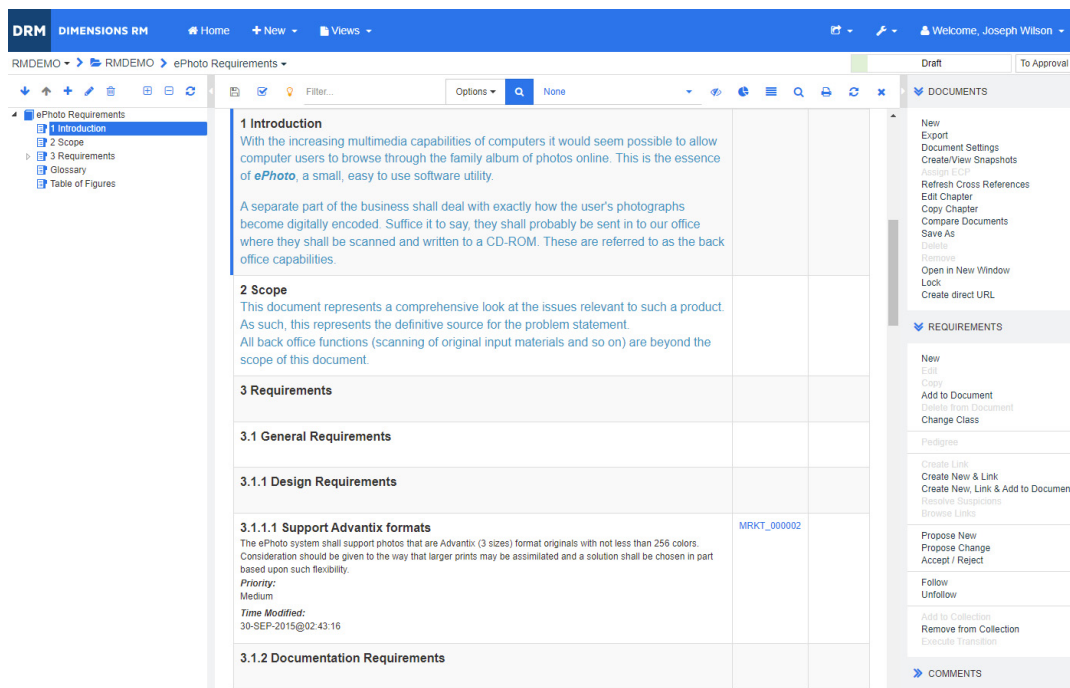 DRM DIMENSIONS RM Home New Views Welcome, Joseph Wilson
RMDEMO RMDEMO ePhoto Requirements Draft To Approval
Filter... Options None DOCUMENTS
ePhoto Requirements
1 Introduction
2 Scope
3 Requirements
Glossary
Table of Figures
1 Introduction
With the increasing multimedia capabilities of computers it would seem possible to allow
computer users to browse through the family album of photos online. This is the essence
of ePhoto, a small, easy to use software utility.
A separate part of the business shall deal with exactly how the user's photographs
become digitally encoded. Suffice it to say, they shall probably be sent in to our office
where they shall be scanned and written to a CD-ROM. These are referred to as the back
office capabilities.
2 Scope
This document represents a comprehensive look at the issues relevant to such a product.
As such, this represents the definitive source for the problem statement.
All back office functions (scanning of original input materials and so on) are beyond the
scope of this document.
3 Requirements
3.1 General Requirements
3.1.1 Design Requirements
3.1.1.1 Support Advantix formats MRKT_000002
The ePhoto system shall support photos that are Advantix (3 sizes) format originals with not less than 256 colors.
Consideration should be given to the way that larger prints may be assimilated and a solution shall be chosen in part
based upon such flexibility.
Priority:
Medium
Time Modified:
30-SEP-2015@02:43:16
3.1.2 Documentation Requirements
New
Export
Document Settings
Create/View Snapshots
Assign ECP
Refresh Cross References
Edit Chapter
Copy Chapter
Compare Documents
Save As
Delete
Remove
Open in New Window
Lock
Create direct URL
REQUIREMENTS
New
Edit
Copy
Add to Document
Delete from Document
Change Class
Pedigree
Create Link
Create New & Link
Create New, Link & Add to Documen
Resolve Suspicions
Browse Links
Propose New
Propose Change
Accept / Reject
Follow
Unfollow
Add to Collection
Remove from Collection
Execute Transition
COMMENTS